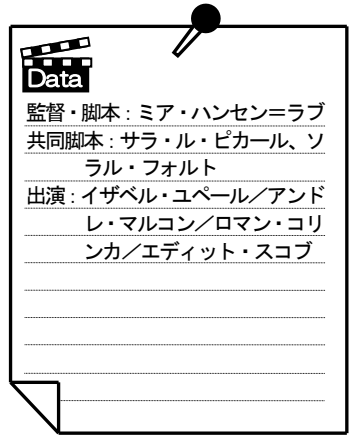 Data
監督・脚本：ミア・ハンセン＝ラブ
共同脚本：サラ・ル・ピカール、ソ
ラル・フォルト
出演：イザベル・ユペール／アンド
レ・マルコン／ロマン・コリ
ンカ／エディット・スコブ